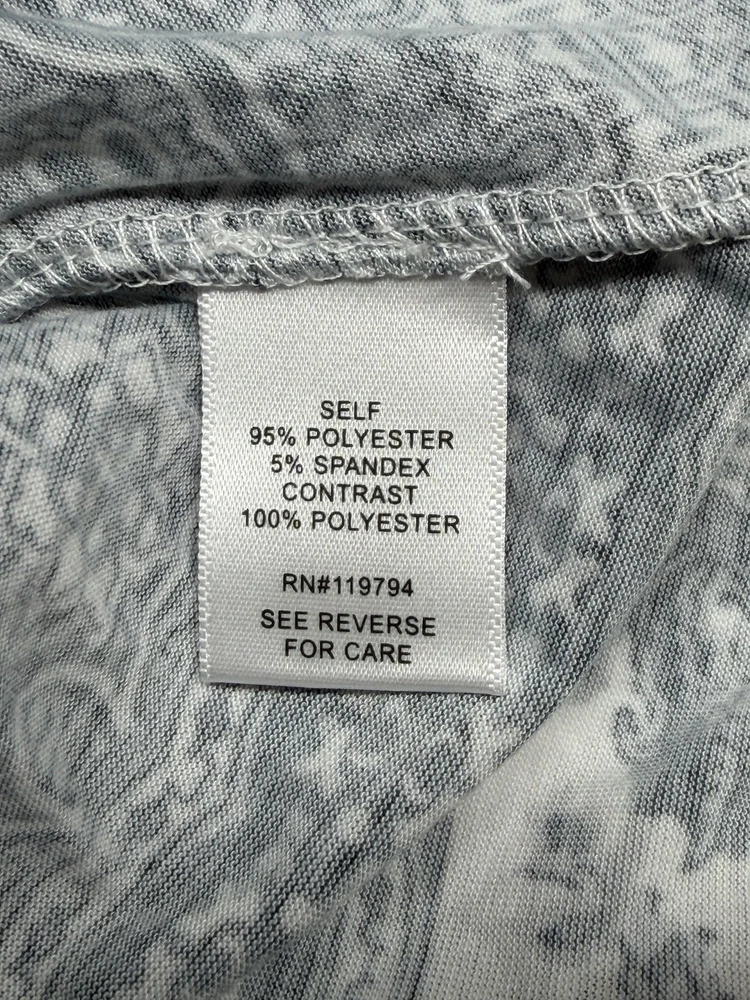 SELF
95% POLYESTER
5% SPANDEX
CONTRAST
100% POLYESTER
RN#119794
SEE REVERSE
FOR CARE